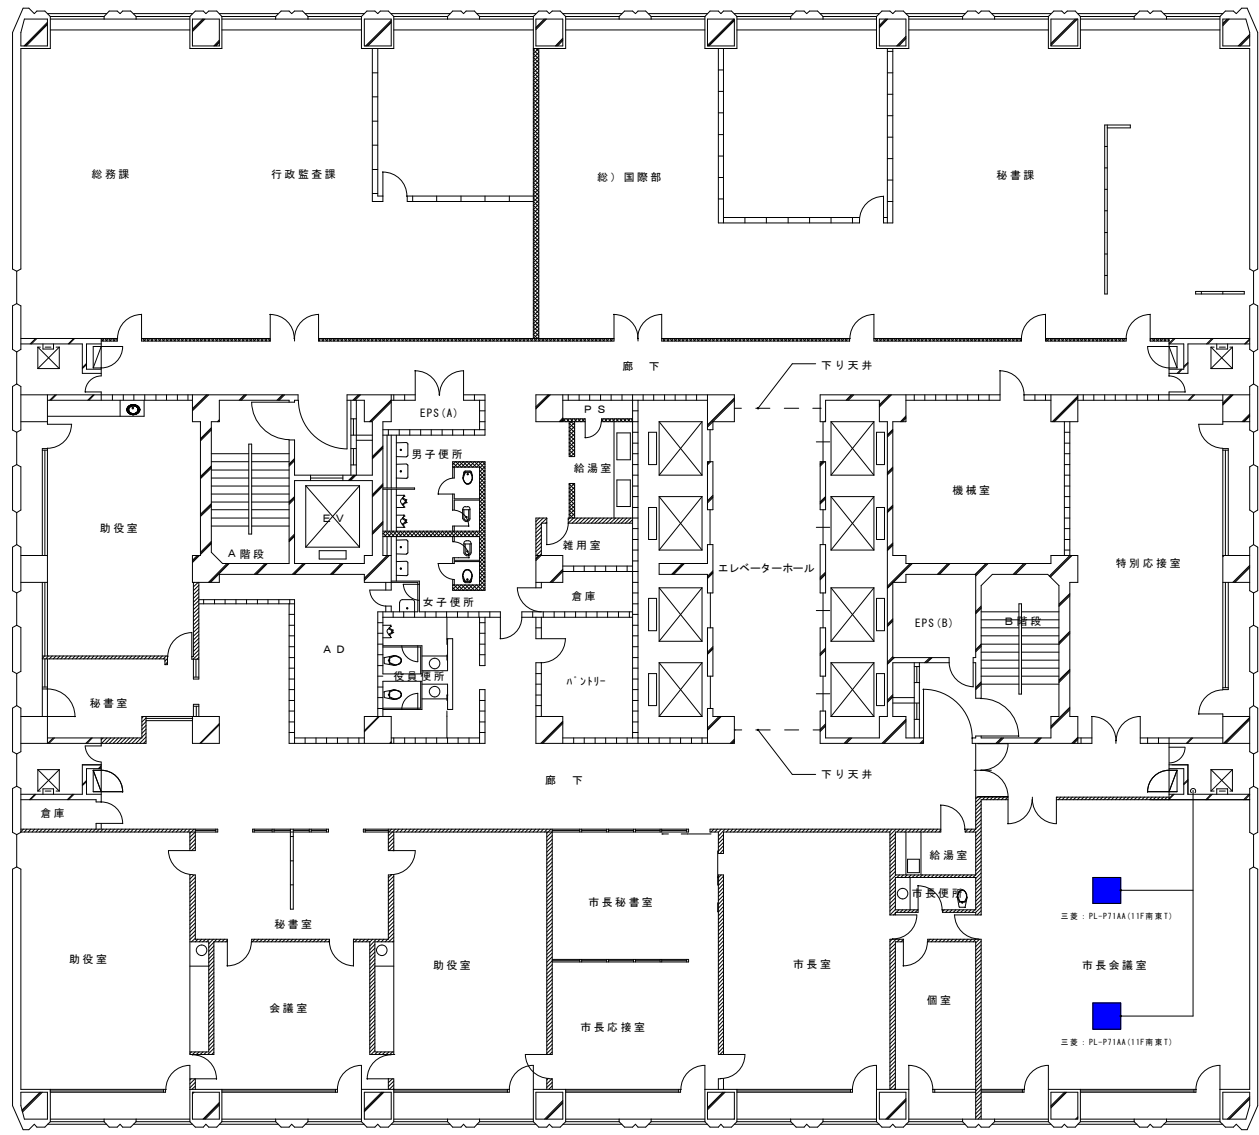 総務課
行政監査課
総）国際部
秘書課
廊 下
下り天井
EPS(A)
PS
男子便所
給湯室
機械室
助役室
EV
A階段
雑用室
エレベーターホール
特別応接室
倉庫
女子便所
EPS(B)
B階段
AD
役員便所
パントリー
秘書室
廊 下
下り天井
倉庫
給湯室
市長便所
市長秘書室
三菱：PL-P71AA(11F南東T)
秘書室
助役室
助役室
市長室
市長会議室
会議室
個室
市長応接室
三菱：PL-P71AA(11F南東T)